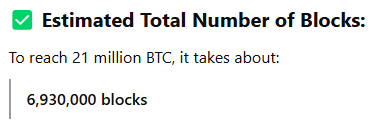 ✅ Estimated Total Number of Blocks:
To reach 21 million BTC, it takes about:
6,930,000 blocks